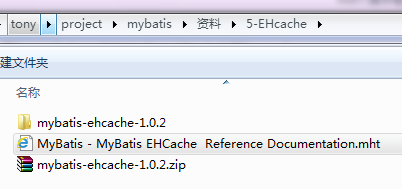 tony project mybatis 资料 5-EHcache
建文件夹
名称
mybatis-ehcache-1.0.2
MyBatis - MyBatis EHCache  Reference Documentation.mht
mybatis-ehcache-1.0.2.zip